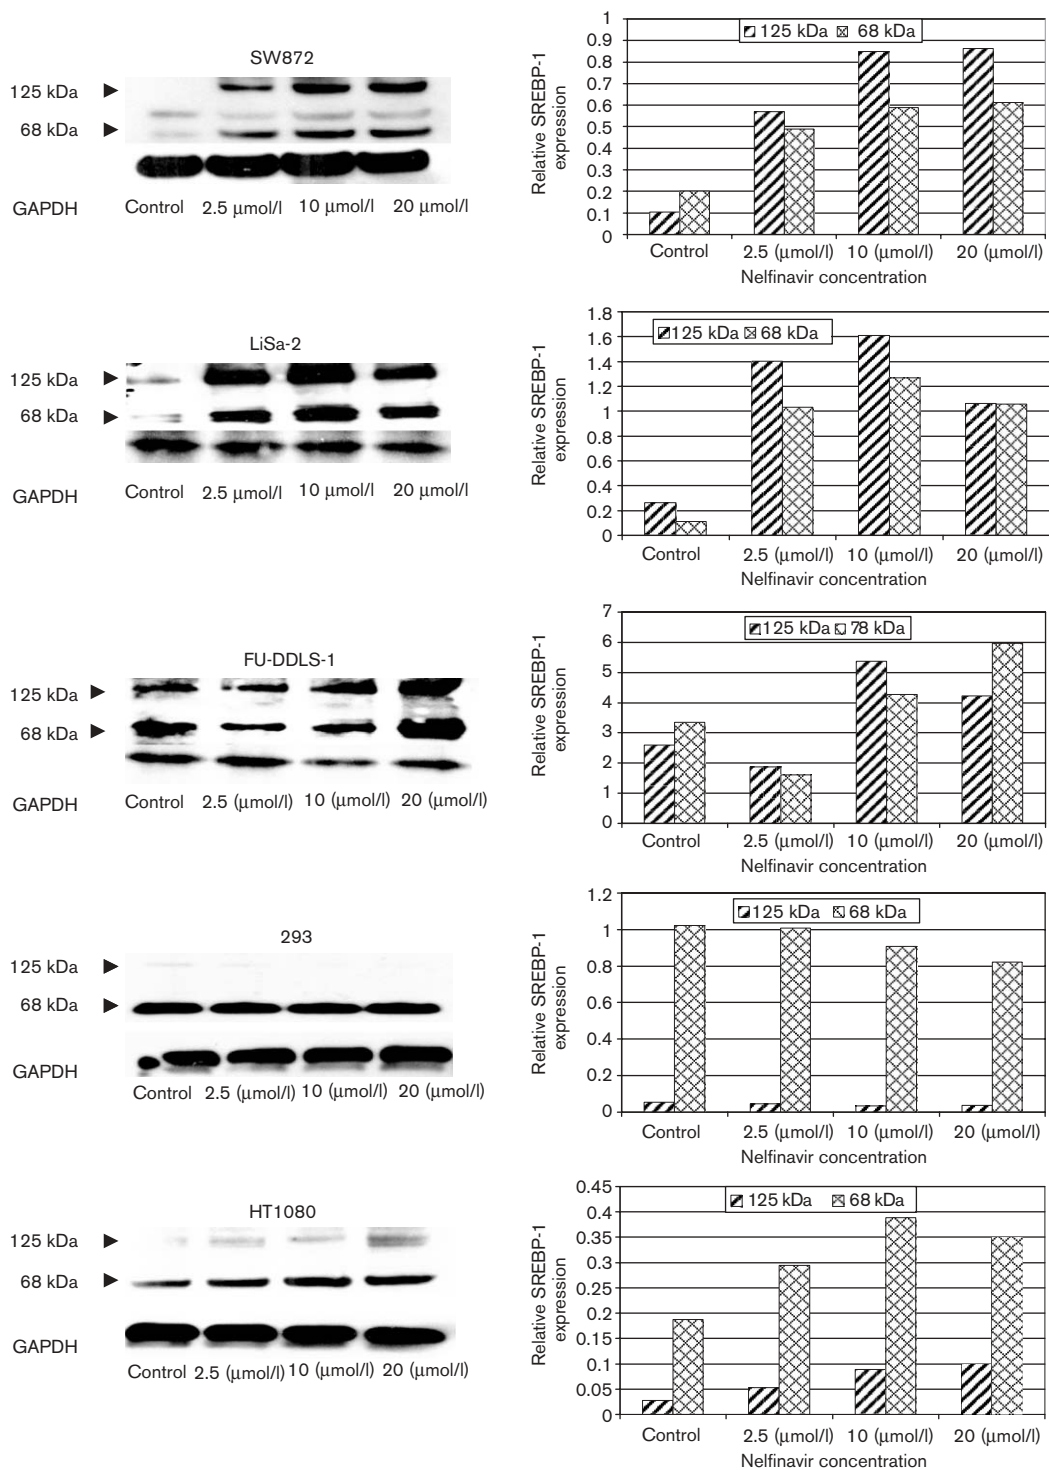 SW872
125 kDa
68 kDa
GAPDH
Control 2.5 μmol/l 10 μmol/l 20 μmol/l
Relative SREBP-1
expression
125 kDa 68 kDa
1
0.9
0.8
0.7
0.6
0.5
0.4
0.3
0.2
0.1
0
Control 2.5 (μmol/l) 10 (μmol/l) 20 (μmol/l)
Nelfinavir concentration
LiSa-2
125 kDa
68 kDa
GAPDH
Control 2.5 μmol/l 10 μmol/l 20 μmol/l
Relative SREBP-1
expression
125 kDa 68 kDa
1.8
1.6
1.4
1.2
1
0.8
0.6
0.4
0.2
0
Control 2.5 (μmol/l) 10 (μmol/l) 20 (μmol/l)
Nelfinavir concentration
FU-DDLS-1
125 kDa
68 kDa
GAPDH
Control 2.5 (μmol/l) 10 (μmol/l) 20 (μmol/l)
Relative SREBP-1
expression
125 kDa 78 kDa
7
6
5
4
3
2
1
0
Control 2.5 (μmol/l) 10 (μmol/l) 20 (μmol/l)
Nelfinavir concentration
293
125 kDa
68 kDa
GAPDH
Control 2.5 (μmol/l) 10 (μmol/l) 20 (μmol/l)
Relative SREBP-1
expression
125 kDa 68 kDa
1.2
1
0.8
0.6
0.4
0.2
0
Control 2.5 (μmol/l) 10 (μmol/l) 20 (μmol/l)
Nelfinavir concentration
HT1080
125 kDa
68 kDa
GAPDH
Control 2.5 (μmol/l) 10 (μmol/l) 20 (μmol/l)
Relative SREBP-1
expression
125 kDa 68 kDa
0.45
0.4
0.35
0.3
0.25
0.2
0.15
0.1
0.05
0
Control 2.5 (μmol/l) 10 (μmol/l) 20 (μmol/l)
Nelfinavir concentration